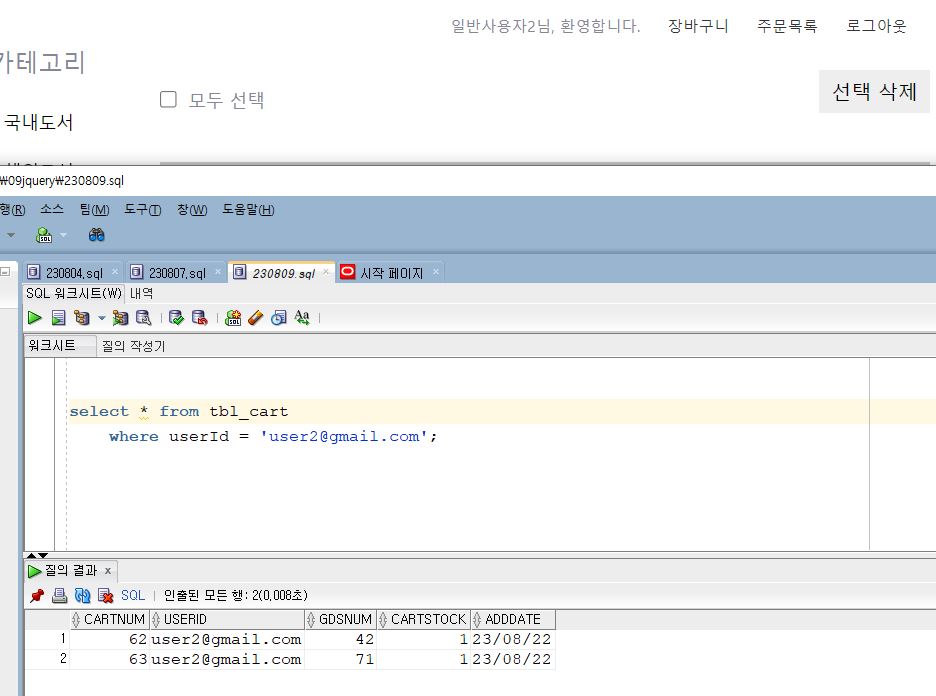 일반사용자2님, 환영합니다. 장바구니 주문목록 로그아웃
카테고리
모두 선택 선택 삭제
국내도서
₩09jquery₩230809.sql
행(R) 소스 팀(M) 도구(T) 창(W) 도움말(H)
230804.sql 230807.sql 230809.sql 시작 페이지
SQL 워크시트(W) 내역
워크시트 질의 작성기
select * from tbl_cart
where userId = 'user2@gmail.com';
질의 결과 x
SQL | 인출된 모든 행: 2(0,008초)
CARTNUM USERID GDSNUM CARTSTOCK ADDDATE
1 62 user2@gmail.com 42 1 23/08/22
2 63 user2@gmail.com 71 1 23/08/22